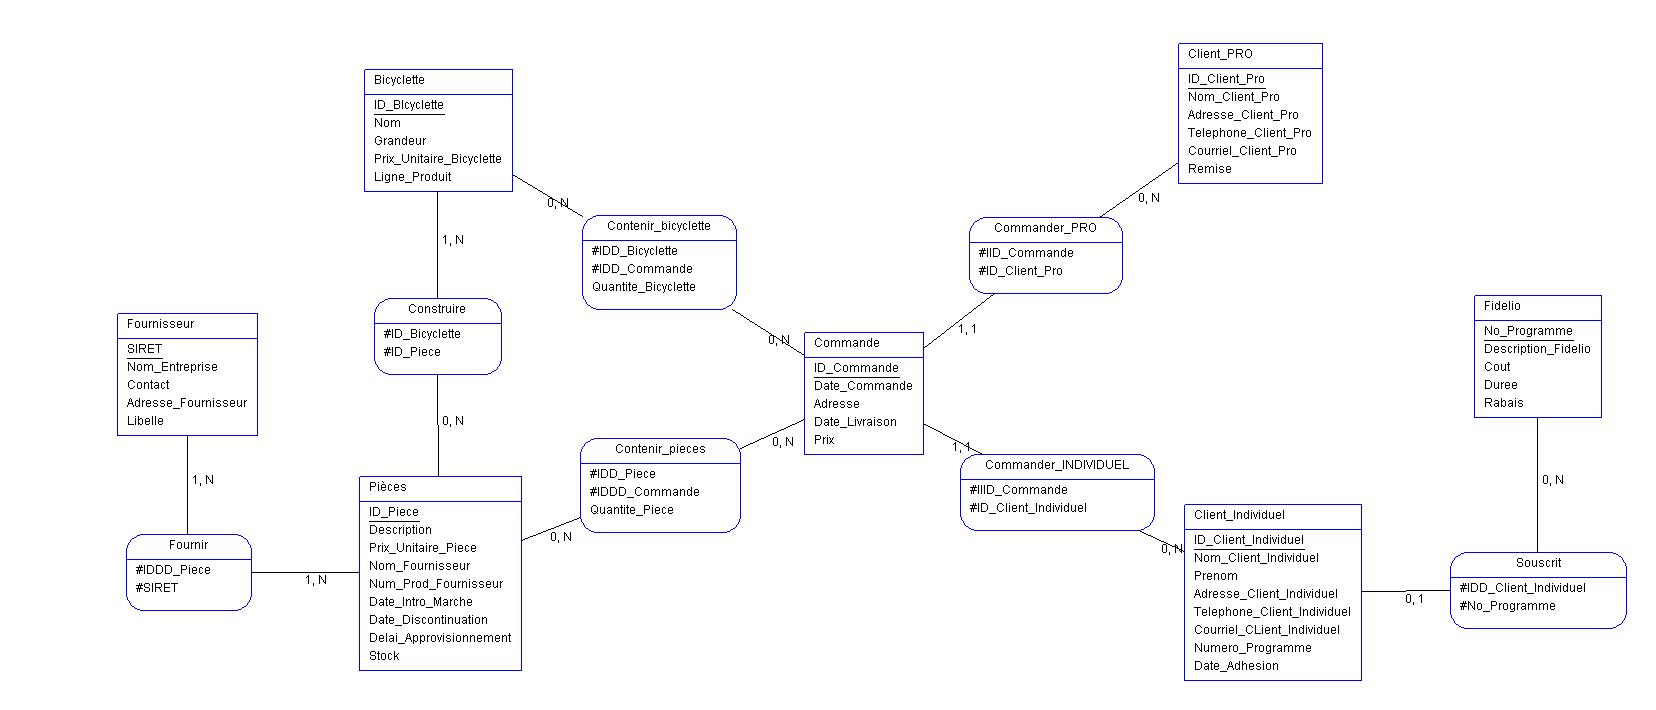 Client_PRO
ID_Client_Pro
Nom_Client_Pro
Adresse_Client_Pro
Telephone_Client_Pro
Courriel_Client_Pro
Remise
Bicyclette
ID_BIcyclette
Nom
Grandeur
Prix_Unitaire_Bicyclette
Ligne_Produit
0, N
0, N
Contenir_bicyclette
#IDD_Bicyclette
#IDD_Commande
Quantite_Bicyclette
Commander_PRO
#IID_Commande
#ID_Client_Pro
1, N
Construire
#ID_Bicyclette
#ID_Piece
1, 1
0, N
Fournisseur
SIRET
Nom_Entreprise
Contact
Adresse_Fournisseur
Libelle
Commande
ID_Commande
Date_Commande
Adresse
Date_Livraison
Prix
Fidelio
No_Programme
Description_Fidelio
Cout
Duree
Rabais
0, N
0, N
1, 1
Contenir_pieces
#IDD_Piece
#IDDD_Commande
Quantite_Piece
Commander_INDIVIDUEL
#IIID_Commande
#ID_Client_Individuel
1, N
0, N
Pièces
ID_Piece
Description
Prix_Unitaire_Piece
Nom_Fournisseur
Num_Prod_Fournisseur
Date_Intro_Marche
Date_Discontinuation
Delai_Approvisionnement
Stock
0, N
0, N
Client_Individuel
ID_Client_Individuel
Nom_Client_Individuel
Prenom
Adresse_Client_Individuel
Telephone_Client_Individuel
Courriel_CLient_Individuel
Numero_Programme
Date_Adhesion
Fournir
#IDDD_Piece
#SIRET
1, N
Souscrit
#IDD_Client_Individuel
#No_Programme
0, 1